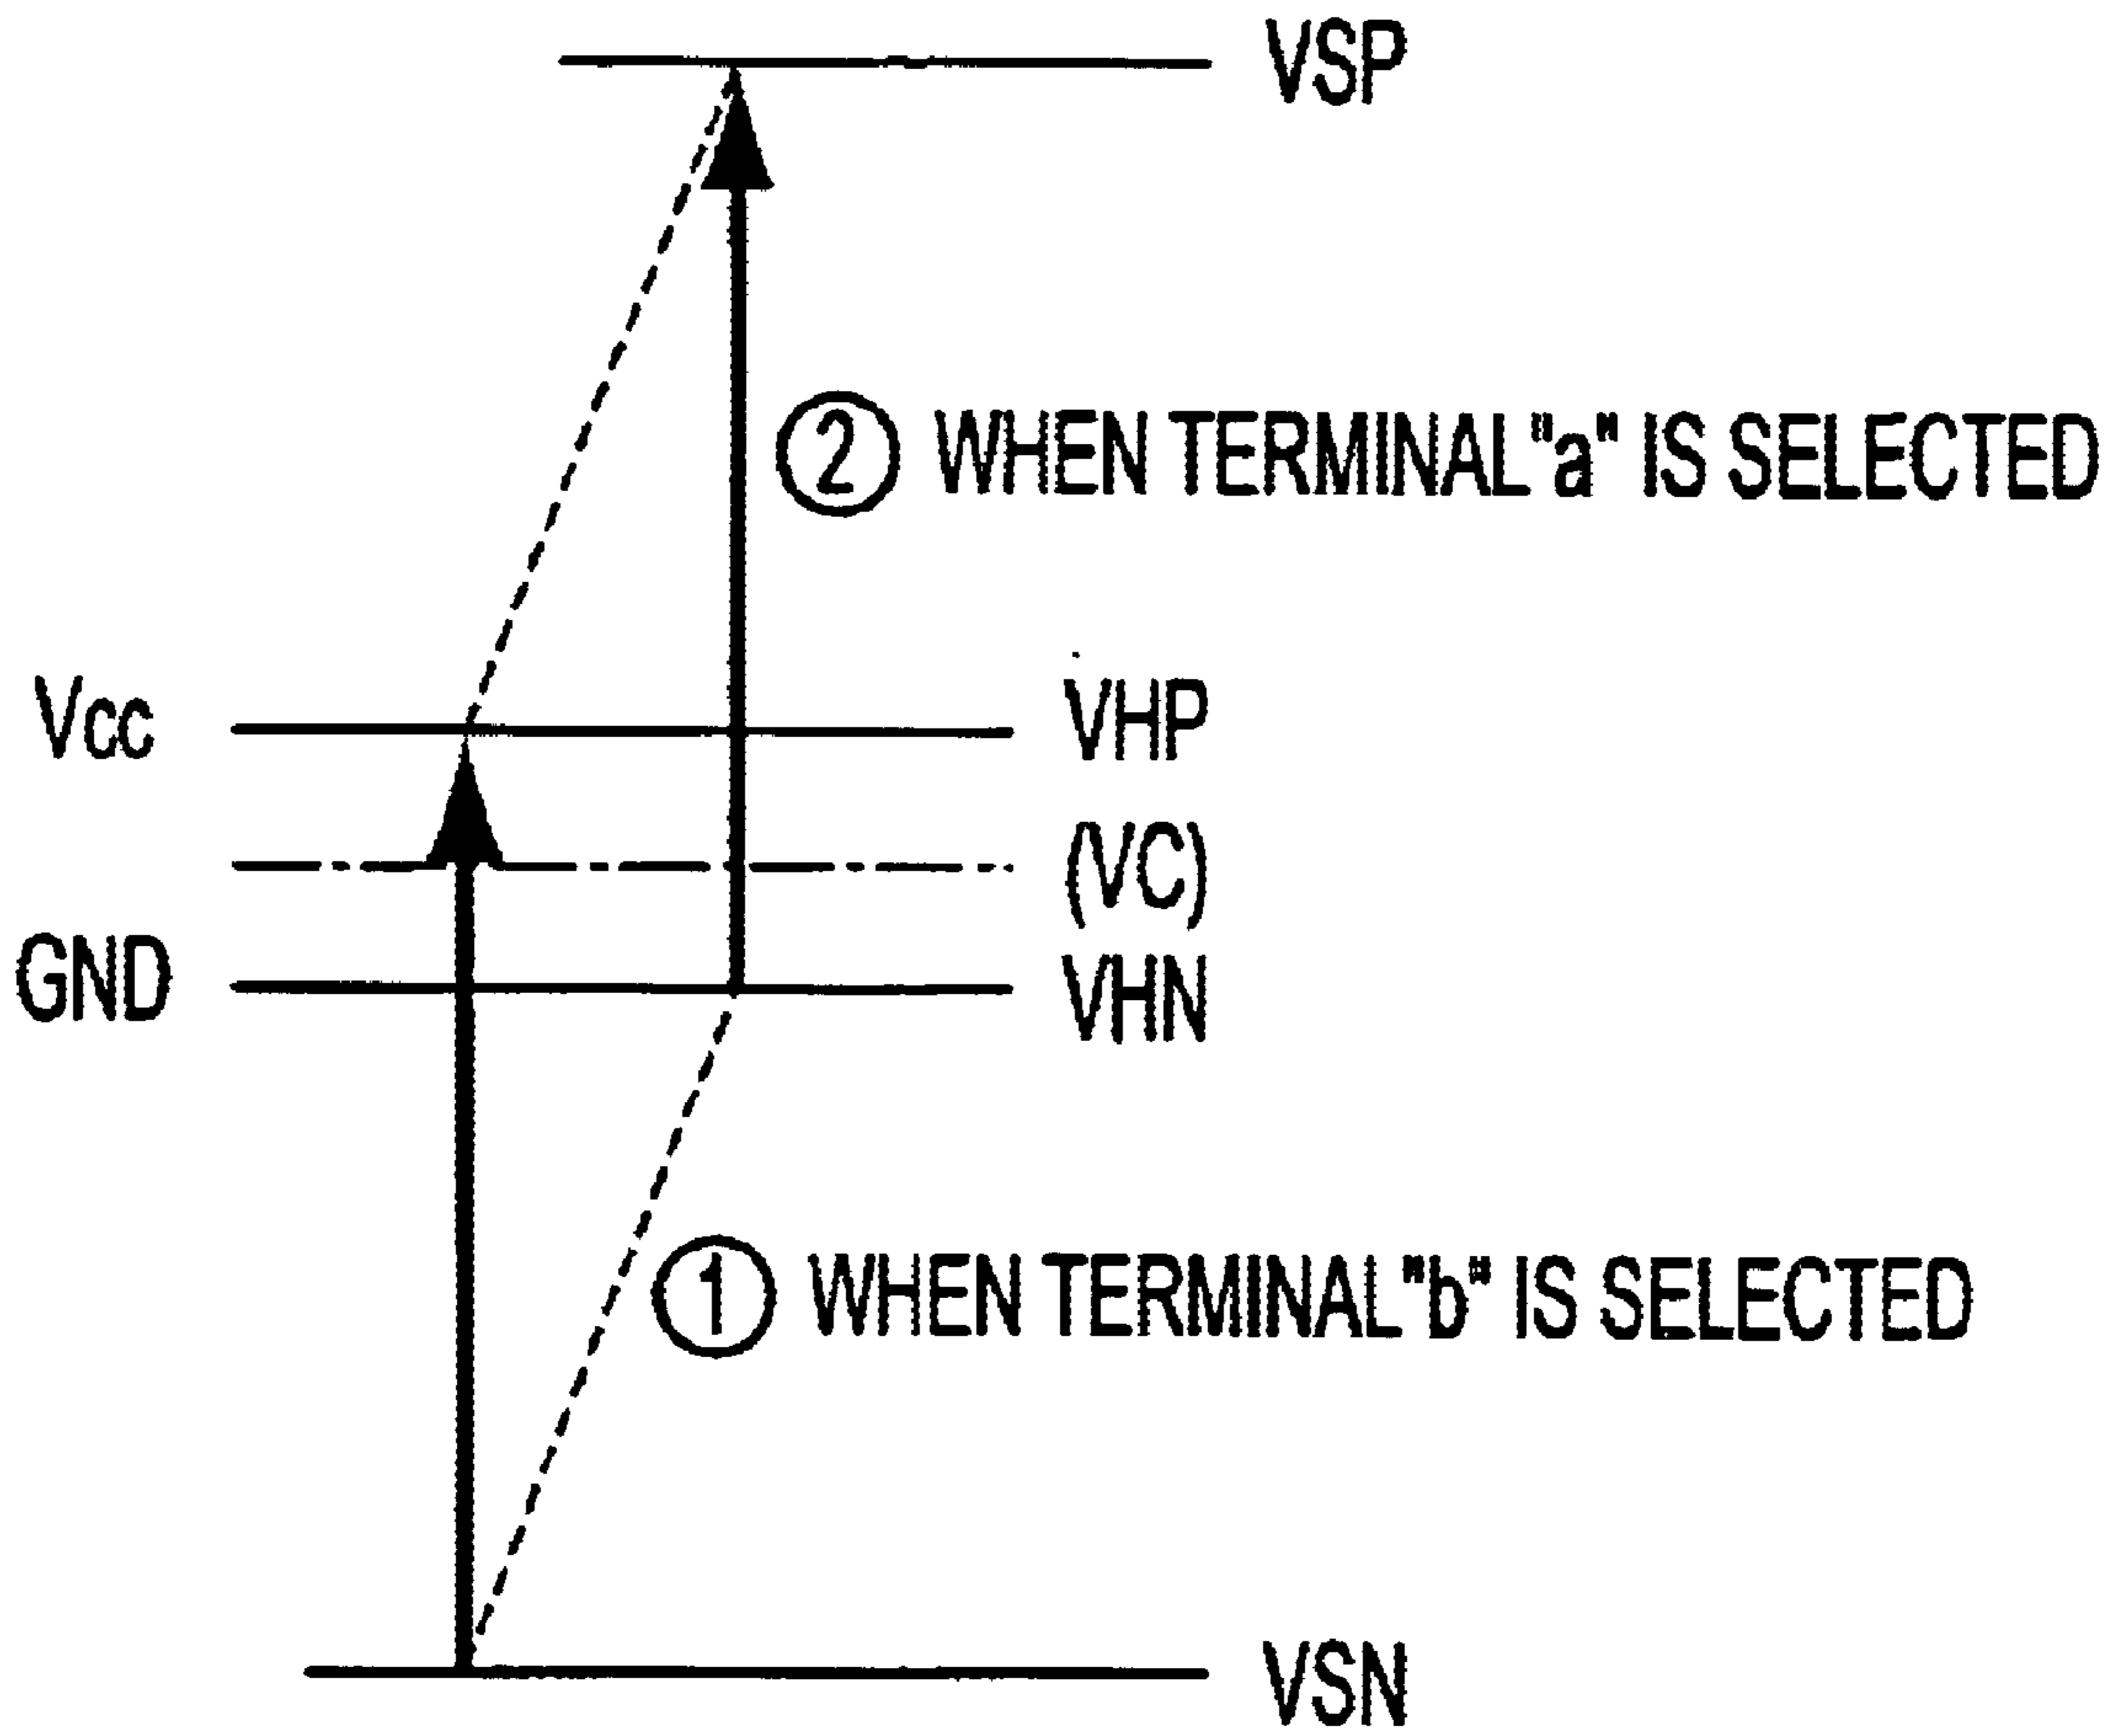 VSP
② WHEN TERMINAL "a" IS SELECTED
Vcc
VHP
(VC)
GND
VHN
① WHEN TERMINAL "b" IS SELECTED
VSN